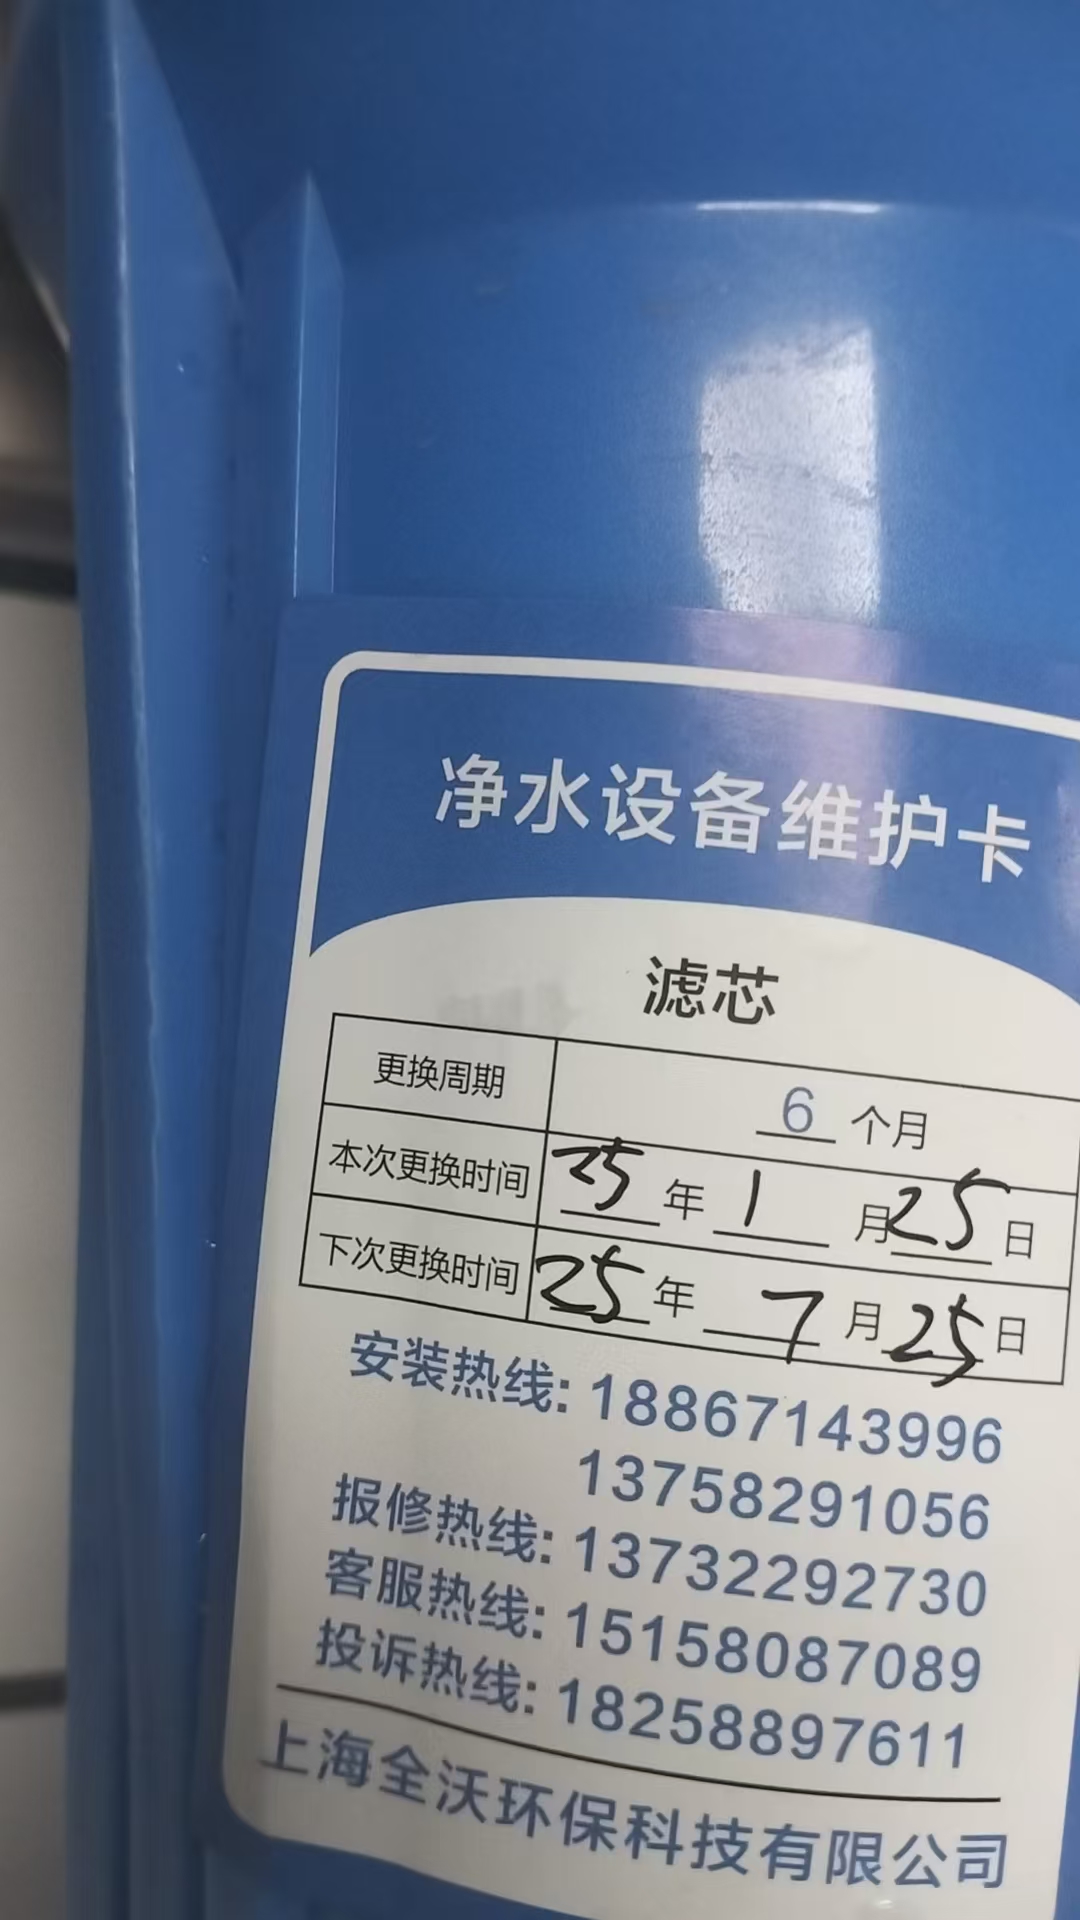 净水设备维护卡
滤芯
更换周期 6 个月
本次更换时间 25 年 1 月 25 日
下次更换时间 25 年 7 月 25 日
安装热线: 18867143996
13758291056
报修热线: 13732292730
客服热线: 15158087089
投诉热线: 18258897611
上海全沃环保科技有限公司